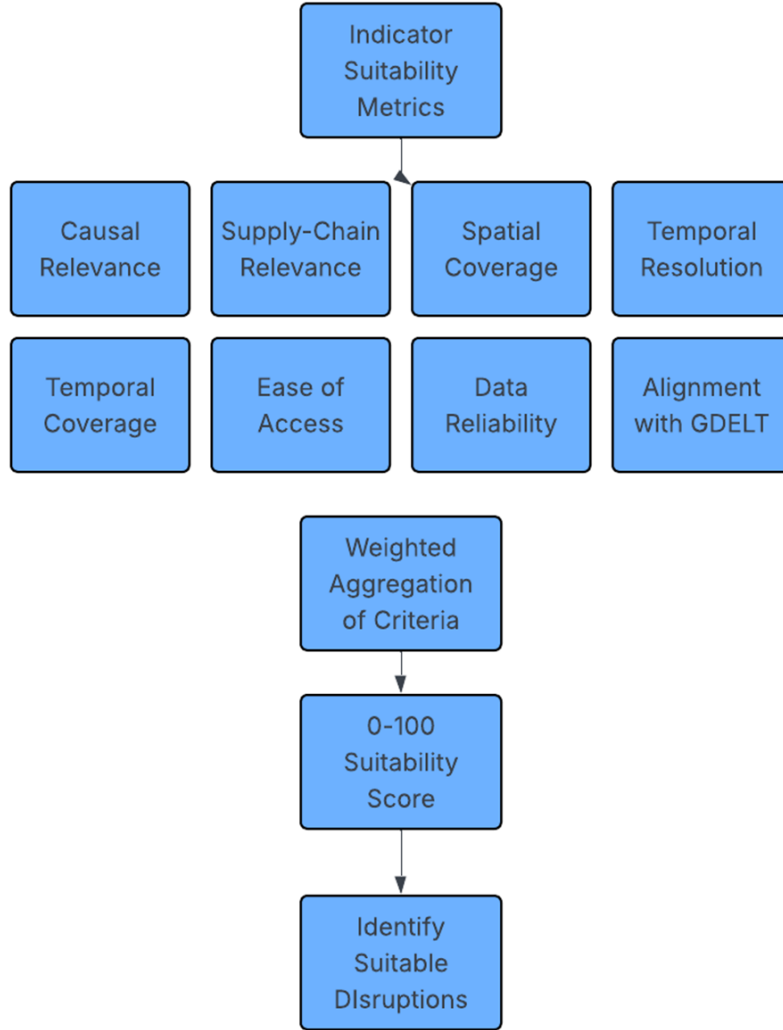 Indicator
Suitability
Metrics
Causal
Relevance
Supply-Chain
Relevance
Spatial
Coverage
Temporal
Resolution
Temporal
Coverage
Ease of
Access
Data
Reliability
Alignment
with GDELT
Weighted
Aggregation
of Criteria
0-100
Suitability
Score
Identify
Suitable
DIsruptions